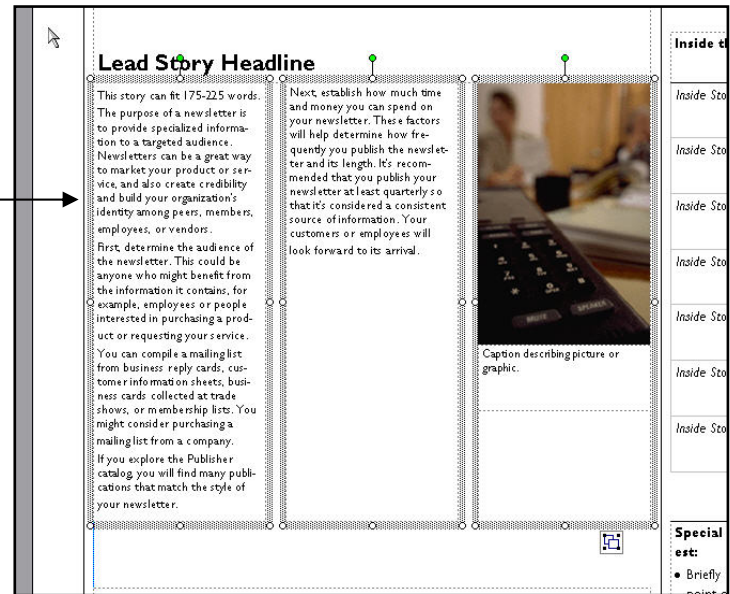 Lead Story Headline
This story can fit 175-225 words.
The purpose of a newsletter is
to provide specialized informa-
tion to a targeted audience.
Newsletters can be a great way
to market your product or ser-
vice, and also create credibility
and build your organization's
identity among peers, members,
employees, or vendors.
First, determine the audience of
the newsletter. This could be
anyone who might benefit from
the information it contains, for
example, employees or people
interested in purchasing a prod-
uct or requesting your service.
You can compile a mailing list
from business reply cards, cus-
tomer information sheets, busi-
ness cards collected at trade
shows, or membership lists. You
might consider purchasing a
mailing list from a company.
If you explore the Publisher
catalog, you will find many publi-
cations that match the style of
your newsletter.
Next, establish how much time
and money you can spend on
your newsletter. These factors
will help determine how fre-
quently you publish the newslet-
ter and its length. It's recom-
mended that you publish your
newsletter at least quarterly so
that it's considered a consistent
source of information. Your
customers or employees will
look forward to its arrival.
MUTE
SPEAKER
Caption describing picture or
graphic.
Inside
Inside Sto
Inside Sto
Inside Sto
Inside Sto
Inside Sto
Inside Sto
Inside Sto
Special
est:
• Briefly